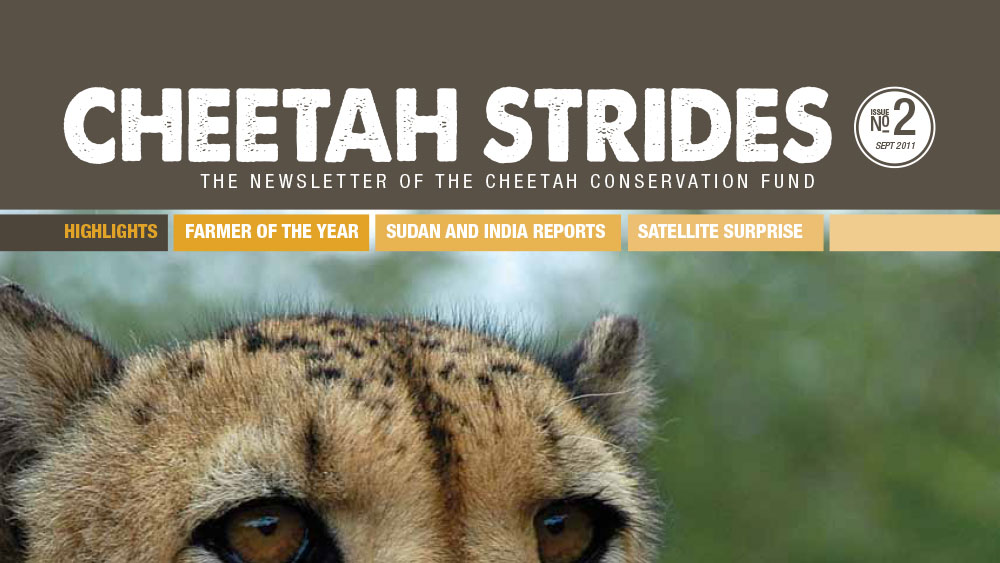 CHEETAH STRIDES
ISSUE
No 2
SEPT 2011
THE NEWSLETTER OF THE CHEETAH CONSERVATION FUND
HIGHLIGHTS FARMER OF THE YEAR SUDAN AND INDIA REPORTS SATELLITE SURPRISE